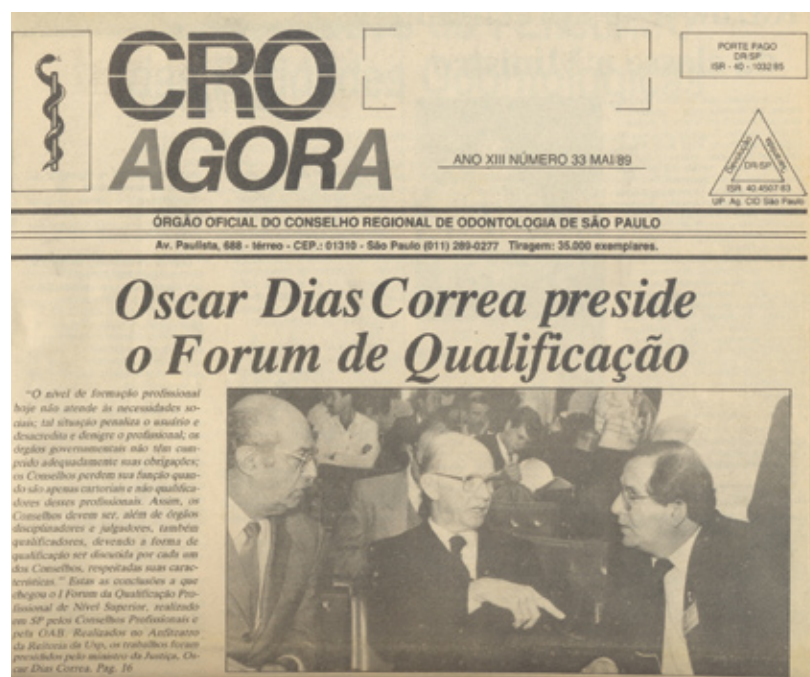 CRO
AGORA
PORTE PAGO
DR/SP
ISR - 40 - 1032/85
ANO XIII NÚMERO 33 MAI/89
Devolução
Garantida
DR/SP
ISR 40.4507/83
UP Ag. CIO São Paulo
ÓRGÃO OFICIAL DO CONSELHO REGIONAL DE ODONTOLOGIA DE SÃO PAULO
Av. Paulista, 688 - térreo - CEP.: 01310 - São Paulo (011) 289-0277 Tiragem: 35.000 exemplares.
Oscar Dias Correa preside
o Forum de Qualificação
"O nível de formação profissional
hoje não atende às necessidades so-
ciais; tal situação penaliza o usuário e
desacredita e denigre o profissional; os
órgãos governamentais não têm cum-
prido adequadamente suas obrigações;
os Conselhos perdem sua função quan-
do são apenas cartoriais e não qualifica-
dores desses profissionais. Assim, os
Conselhos devem ser, além de órgãos
disciplinadores e julgadores, também
qualificadores, devendo a forma de
qualificação ser discutida por cada um
dos Conselhos, respeitadas suas carac-
terísticas." Estas as conclusões a que
chegou o I Forum da Qualificação Pro-
fissional de Nível Superior, realizado
em SP pelos Conselhos Profissionais e
pela OAB. Realizados no Anfiteatro
da Reitoria da Usp, os trabalhos foram
presididos pelo ministro da Justiça, Os-
car Dias Correa. Pag. 16